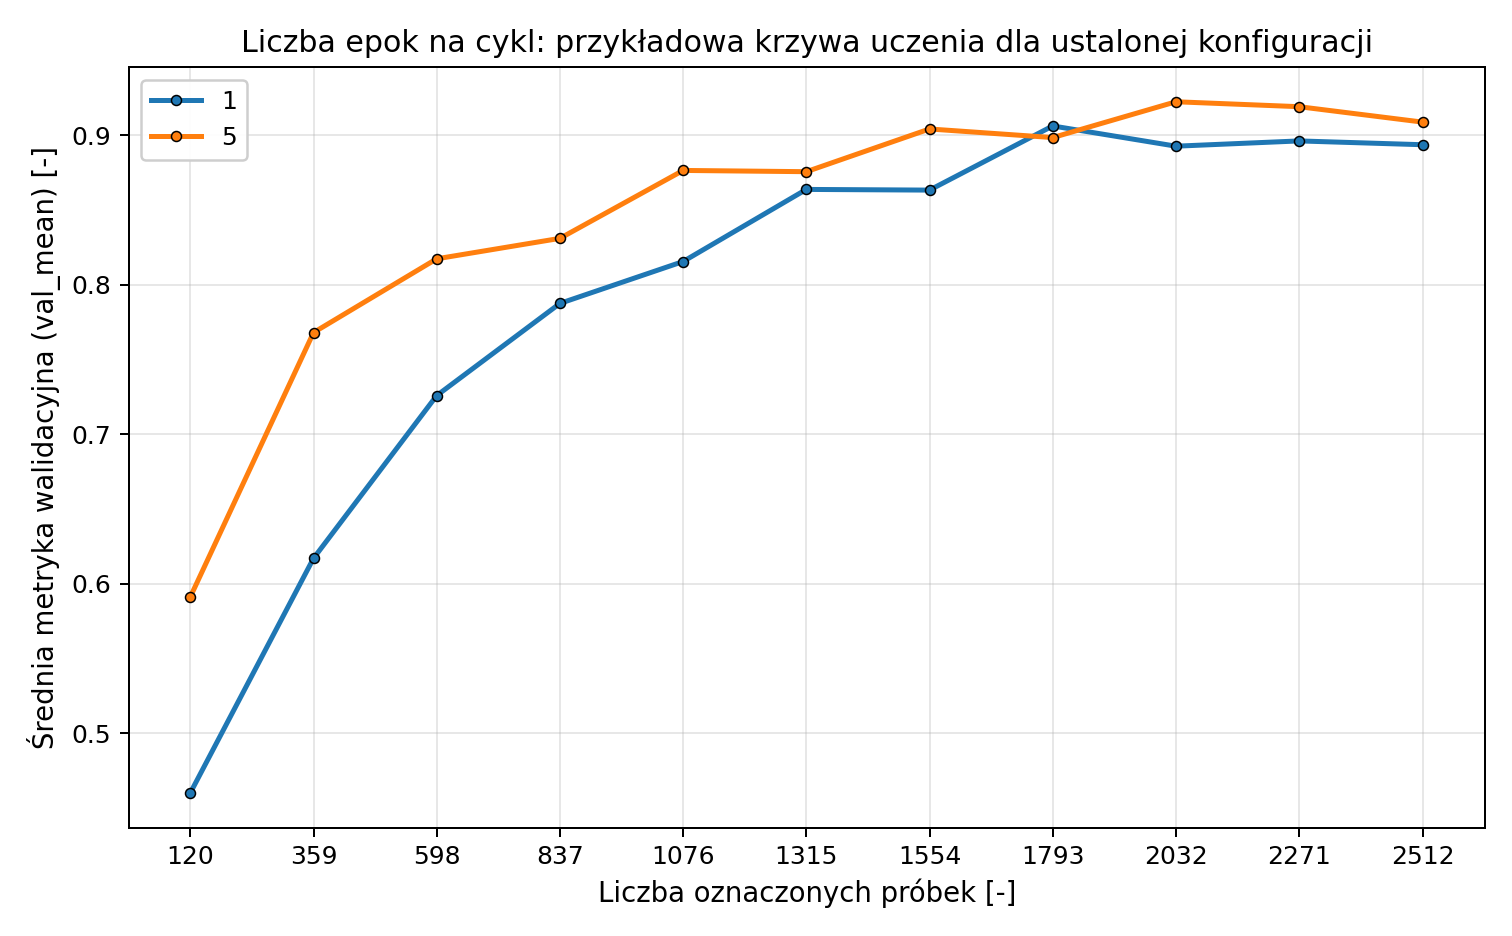 Liczba epok na cykl: przykładowa krzywa uczenia dla ustalonej konfiguracji
1
5
Średnia metryka walidacyjna (val_mean) [-]
0.9
0.8
0.7
0.6
0.5
120 359 598 837 1076 1315 1554 1793 2032 2271 2512
Liczba oznaczonych próbek [-]